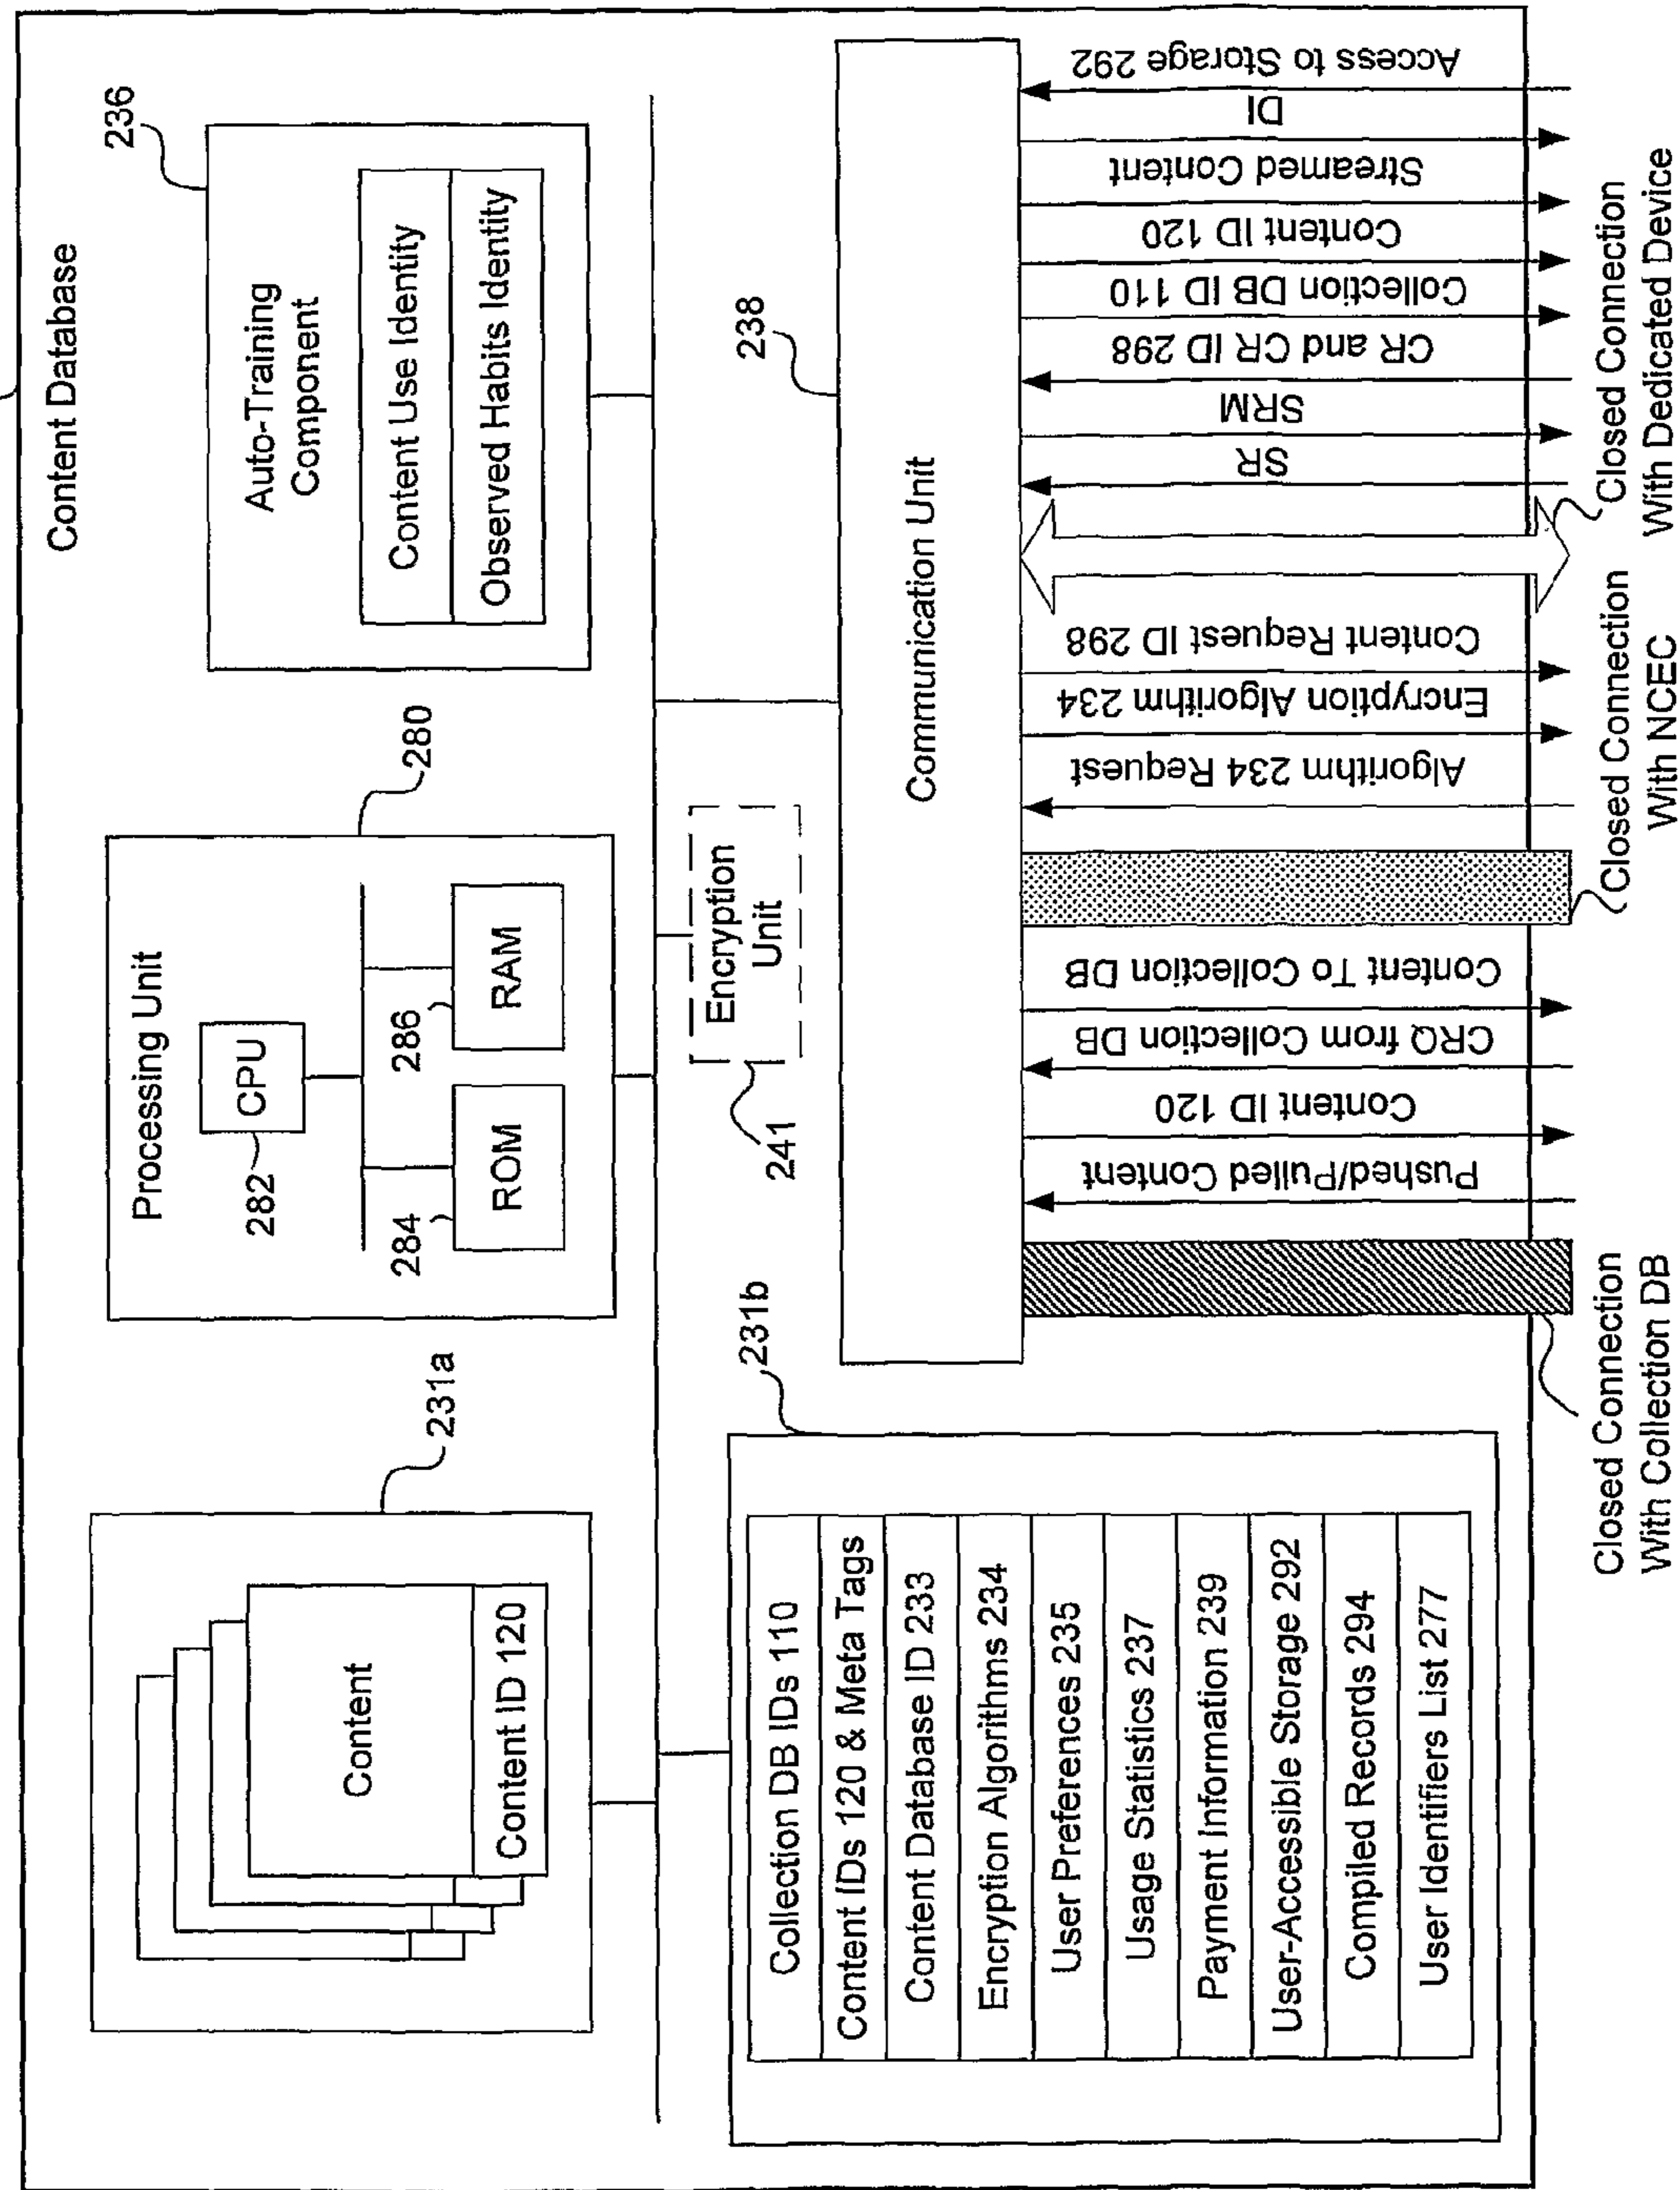 Content Database
231a
Content
Content ID 120
Processing Unit
280
CPU
282
284
ROM
286
RAM
236
Auto-Training
Component
Content Use Identity
Observed Habits Identity
Encryption
Unit
241
231b
Collection DB IDs 110
Content IDs 120 & Meta Tags
Content Database ID 233
Encryption Algorithms 234
User Preferences 235
Usage Statistics 237
Payment Information 239
User-Accessible Storage 292
Compiled Records 294
User Identifiers List 277
238
Communication Unit
Pushed/Pulled Content
Content ID 120
CRQ from Collection DB
Content To Collection DB
Algorithm 234 Request
Encryption Algorithm 234
Content Request ID 298
SR
SRM
CR and CR ID 298
Collection DB ID 110
Content ID 120
Streamed Content
DI
Access to Storage 292
Closed Connection
With Collection DB
Closed Connection
With NCEC
Closed Connection
With Dedicated Device